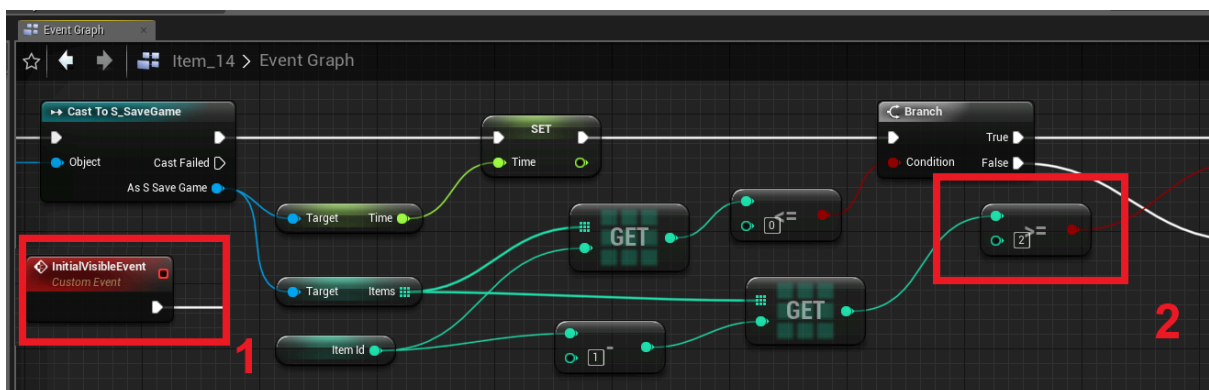 Event Graph
Item_14 > Event Graph
Cast To S_SaveGame
Object
Cast Failed
As S Save Game
SET
Time
Branch
True
Condition
False
Target Time
GET
0 <=
2 >=
InitialVisibleEvent
Custom Event
Target Items
GET
Item Id
1 -
1
2